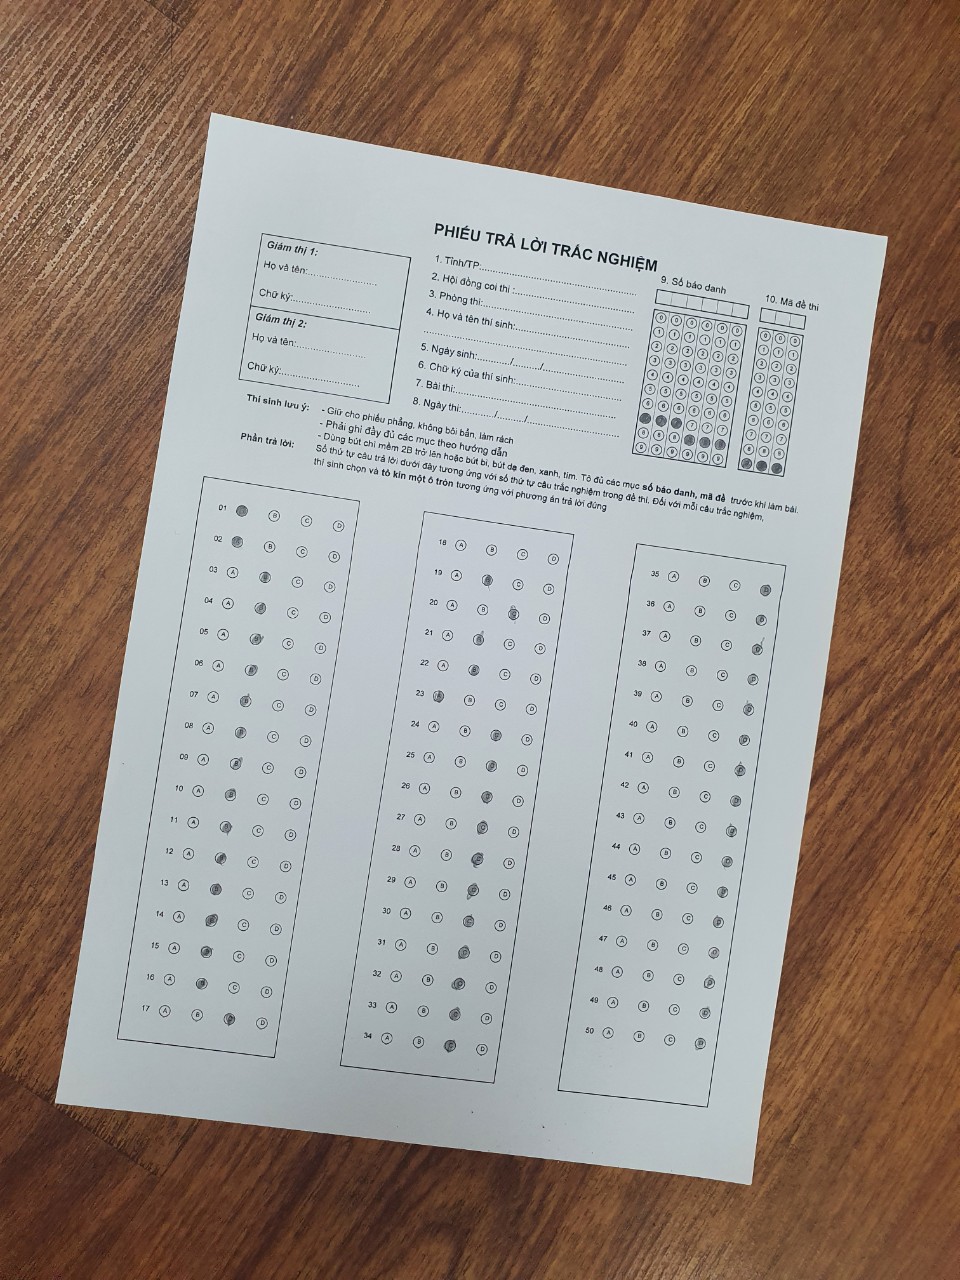 PHIẾU TRẢ LỜI TRẮC NGHIỆM
Giám thị 1:
Họ và tên:........................
Chữ ký:...........................
Giám thị 2:
Họ và tên:........................
Chữ ký:...........................
1. Tỉnh/TP:........................
2. Hội đồng coi thi :........................
3. Phòng thi:........................
4. Họ và tên thí sinh:........................
5. Ngày sinh:.........../........../........................
6. Chữ ký của thí sinh:........................
7. Bài thi:........................
8. Ngày thi:.........../........../........................
9. Số báo danh
0 0 0 0 0 0
1 1 1 1 1 1
2 2 2 2 2 2
3 3 3 3 3 3
4 4 4 4 4 4
5 5 5 5 5 5
6 6 6 6 6 6
7 7 7
8 8 8
9 9 9 9 9 9
10. Mã đề thi
0 0 0
1 1 1
2 2 2
3 3 3
4 4 4
5 5 5
6 6 6
7 7 7
8 8 8
Thí sinh lưu ý:
- Giữ cho phiếu phẳng, không bôi bẩn, làm rách
- Phải ghi đầy đủ các mục theo hướng dẫn
- Dùng bút chì mềm 2B trở lên hoặc bút bi, bút dạ đen, xanh, tím. Tô đủ các mục số báo danh, mã đề trước khi làm bài.
Phần trả lời:
Số thứ tự câu trả lời dưới đây tương ứng với số thứ tự câu trắc nghiệm trong đề thi. Đối với mỗi câu trắc nghiệm,
thí sinh chọn và tô kín một ô tròn tương ứng với phương án trả lời đúng
01 B C D
02 B C D
03 A B C D
04 A B C D
05 A B C D
06 A B C D
07 A B C D
08 A B C D
09 A B C D
10 A B C D
11 A B C D
12 A B C D
13 A B C D
14 A B C D
15 A B C D
16 A B C D
17 A B C D
18 A B C D
19 A B C D
20 A B C D
21 A B C D
22 A B C D
23 A B C D
24 A B C D
25 A B C D
26 A B C D
27 A B C D
28 A B C D
29 A B C D
30 A B C D
31 A B C D
32 A B C D
33 A B C D
34 A B C D
35 A B C D
36 A B C D
37 A B C D
38 A B C D
39 A B C D
40 A B C D
41 A B C D
42 A B C D
43 A B C D
44 A B C D
45 A B C D
46 A B C D
47 A B C D
48 A B C D
49 A B C D
50 A B C D